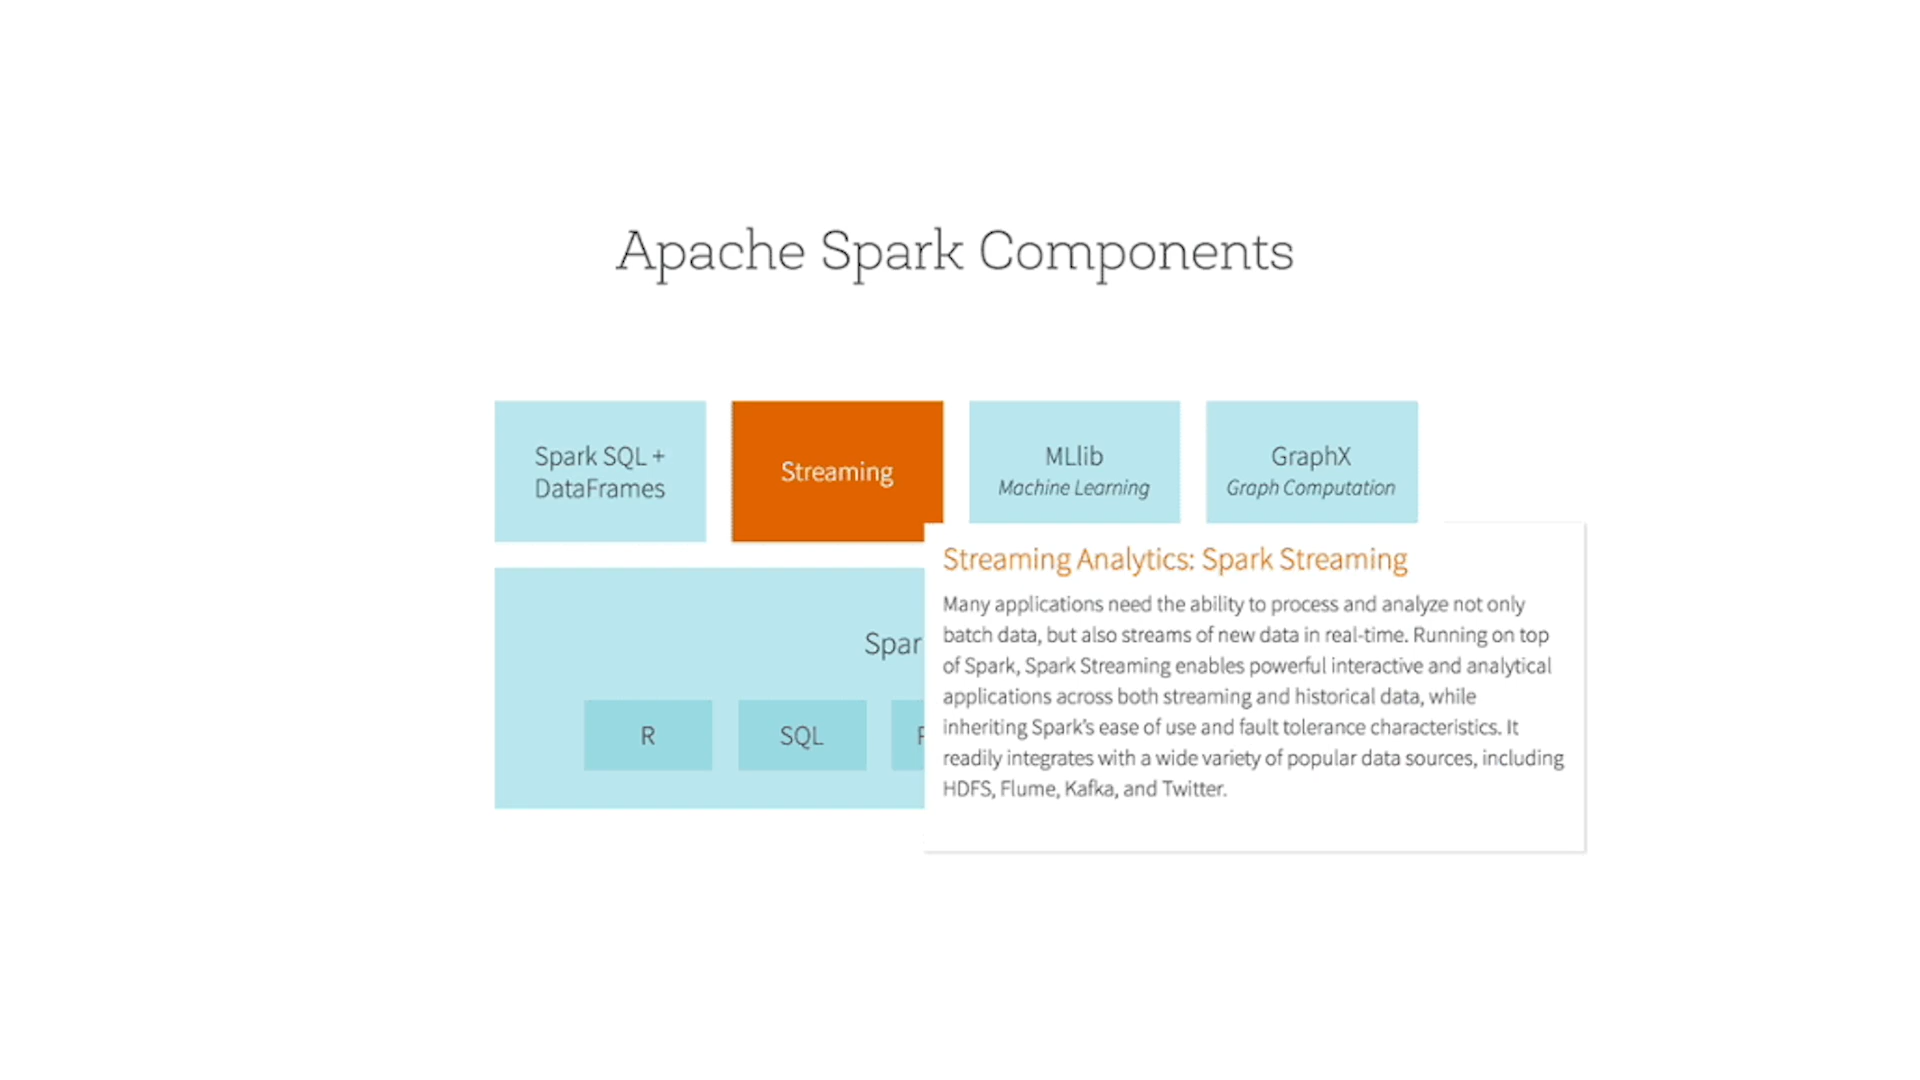 Apache Spark Components
Spark SQL +
DataFrames
Streaming
MLlib
Machine Learning
GraphX
Graph Computation
Streaming Analytics: Spark Streaming
Many applications need the ability to process and analyze not only
batch data, but also streams of new data in real-time. Running on top
of Spark, Spark Streaming enables powerful interactive and analytical
applications across both streaming and historical data, while
inheriting Spark's ease of use and fault tolerance characteristics. It
readily integrates with a wide variety of popular data sources, including
HDFS, Flume, Kafka, and Twitter.
Spar
R
SQL